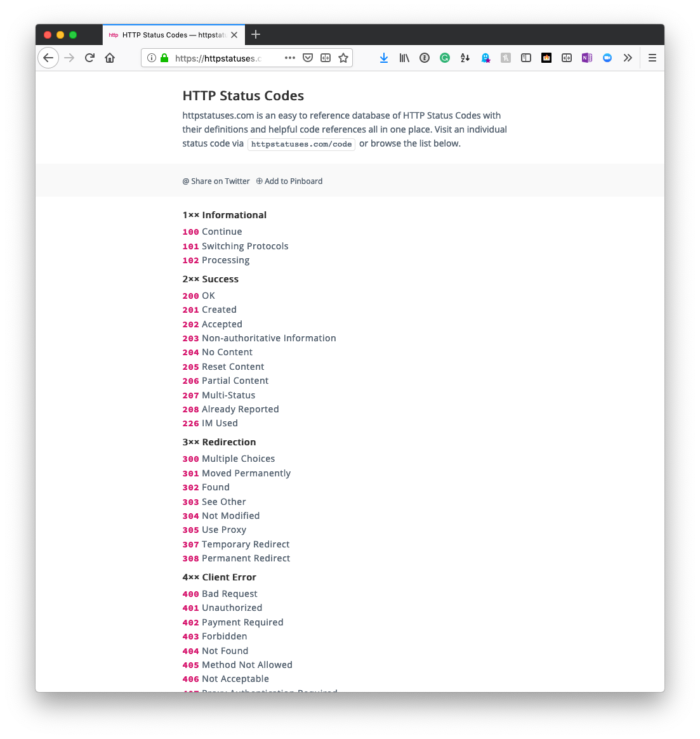 HTTP Status Codes — httpstatu
https://httpstatuses.c
HTTP Status Codes
httpstatuses.com is an easy to reference database of HTTP Status Codes with
their definitions and helpful code references all in one place. Visit an individual
status code via httpstatuses.com/code or browse the list below.
@ Share on Twitter ⊕ Add to Pinboard
1×× Informational
100 Continue
101 Switching Protocols
102 Processing
2×× Success
200 OK
201 Created
202 Accepted
203 Non-authoritative Information
204 No Content
205 Reset Content
206 Partial Content
207 Multi-Status
208 Already Reported
226 IM Used
3×× Redirection
300 Multiple Choices
301 Moved Permanently
302 Found
303 See Other
304 Not Modified
305 Use Proxy
307 Temporary Redirect
308 Permanent Redirect
4×× Client Error
400 Bad Request
401 Unauthorized
402 Payment Required
403 Forbidden
404 Not Found
405 Method Not Allowed
406 Not Acceptable